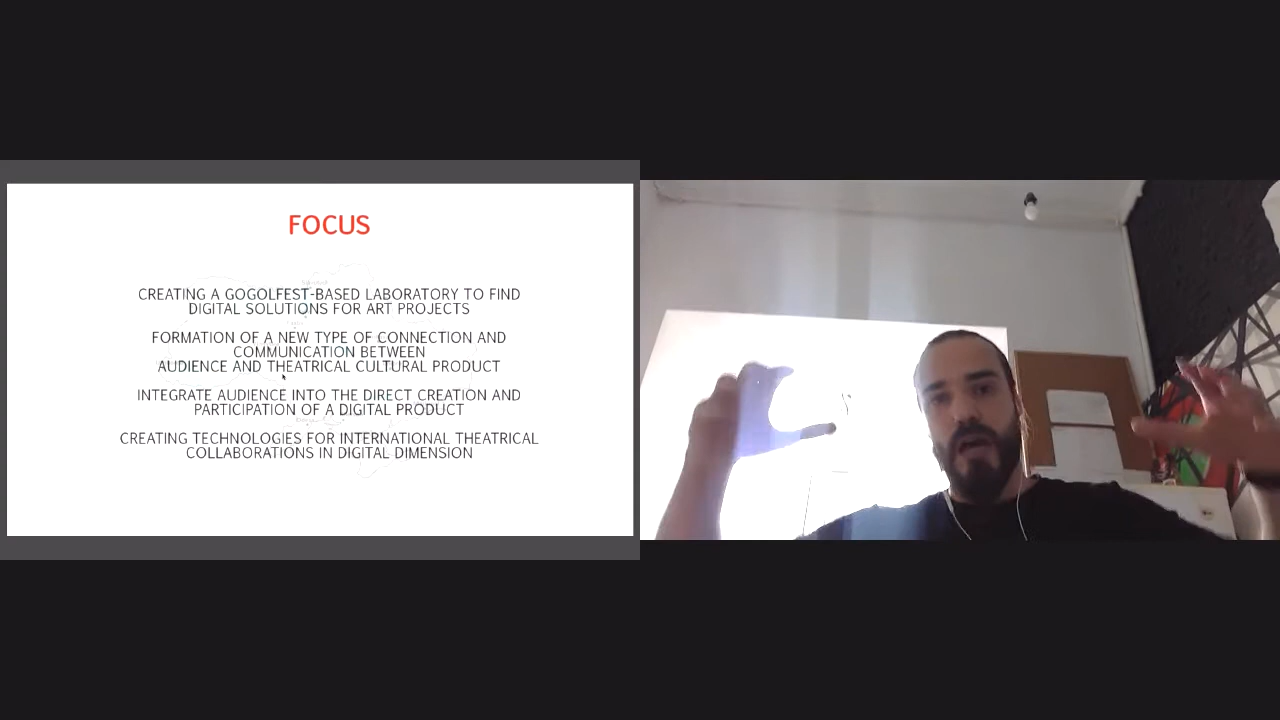 FOCUS
CREATING A GOGOLFEST-BASED LABORATORY TO FIND
DIGITAL SOLUTIONS FOR ART PROJECTS
FORMATION OF A NEW TYPE OF CONNECTION AND
COMMUNICATION BETWEEN
AUDIENCE AND THEATRICAL CULTURAL PRODUCT
INTEGRATE AUDIENCE INTO THE DIRECT CREATION AND
PARTICIPATION OF A DIGITAL PRODUCT
CREATING TECHNOLOGIES FOR INTERNATIONAL THEATRICAL
COLLABORATIONS IN DIGITAL DIMENSION